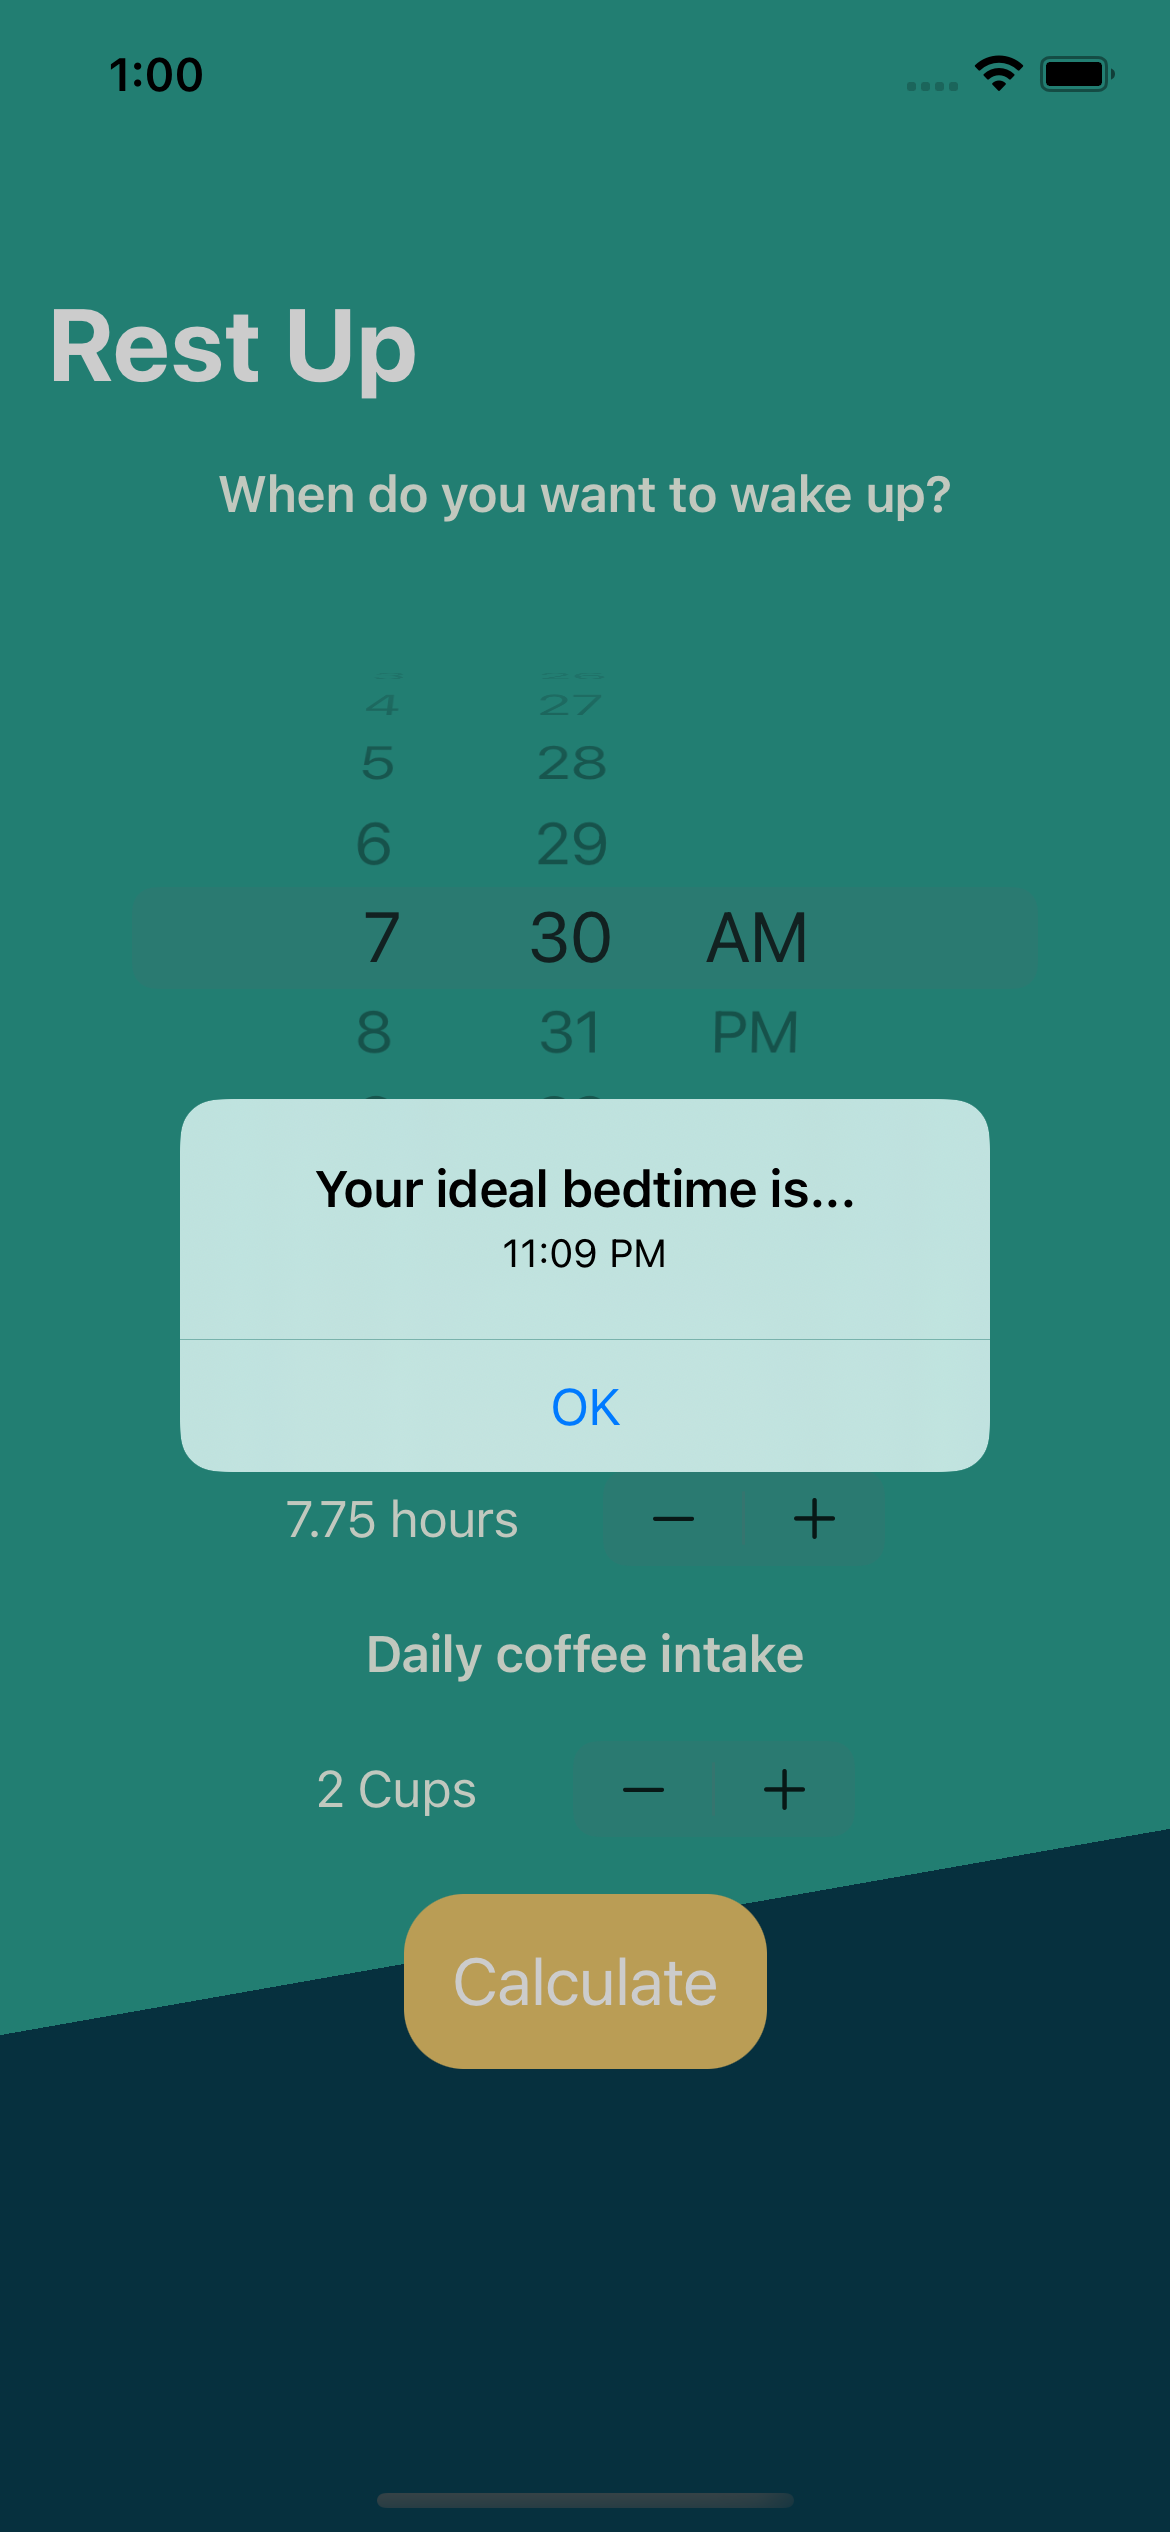 1:00
Rest Up
When do you want to wake up?
4 27
5 28
6 29
7 30 AM
8 31 PM
Your ideal bedtime is...
11:09 PM
OK
7.75 hours − +
Daily coffee intake
2 Cups − +
Calculate